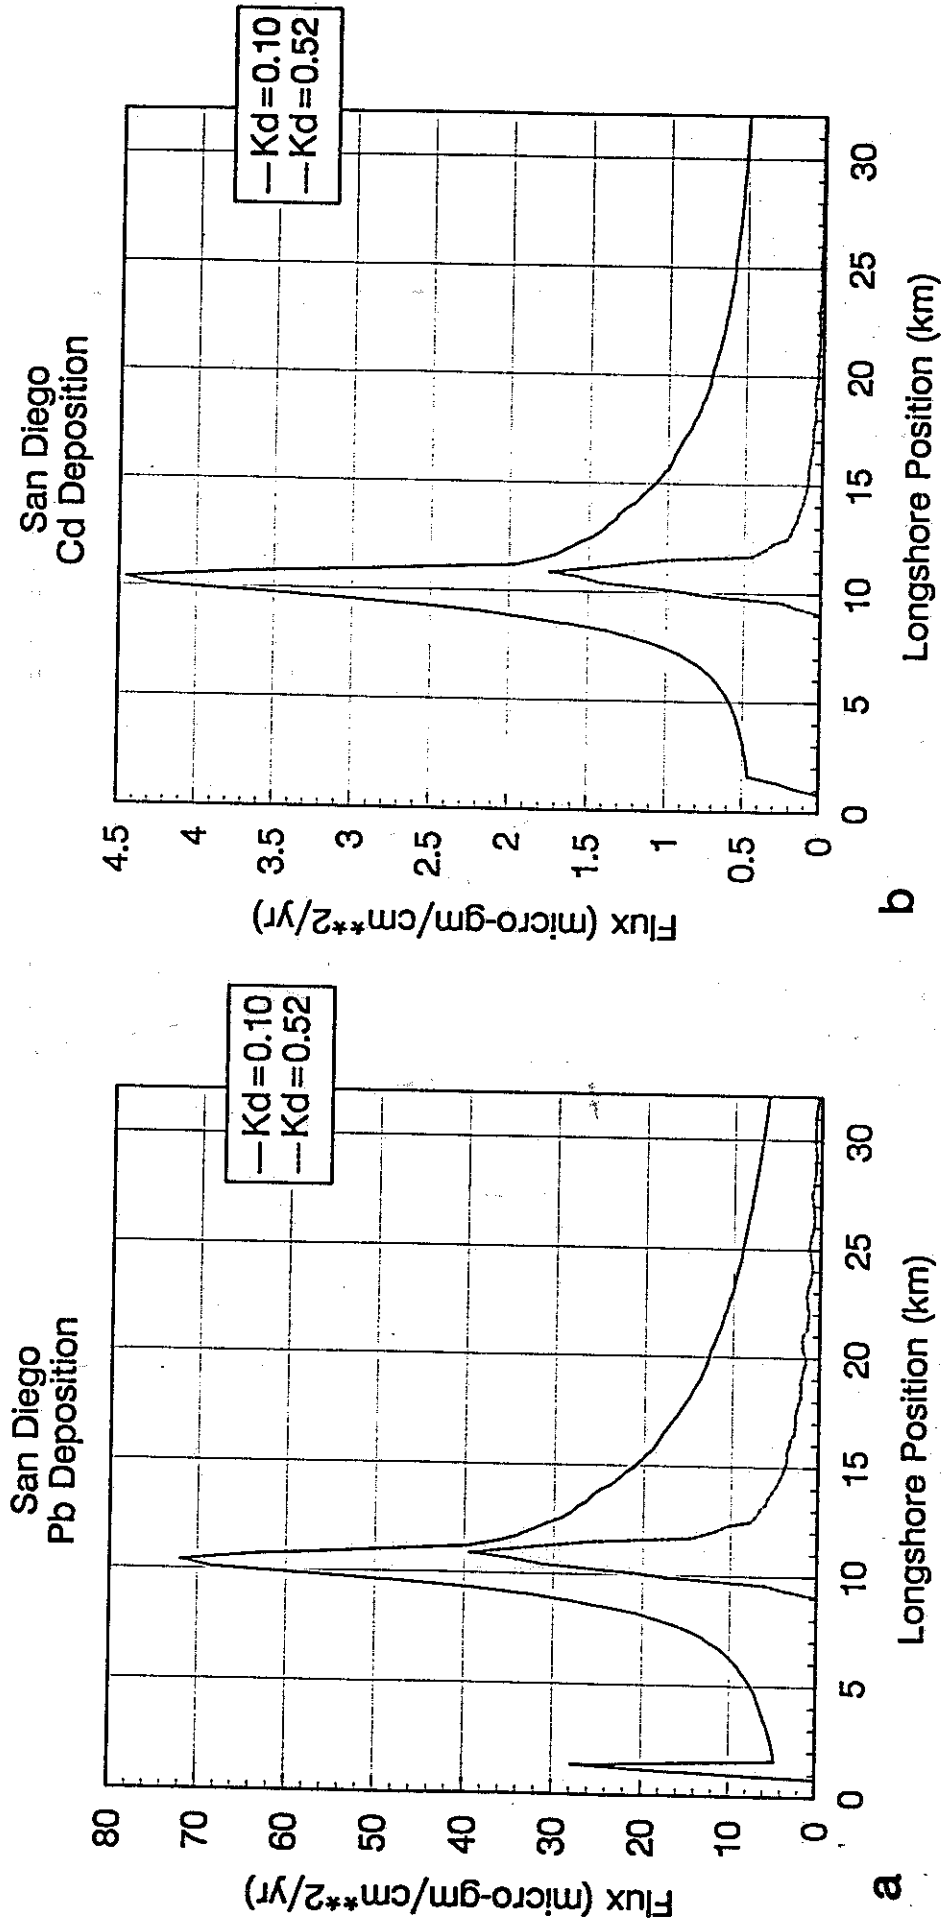 San Diego
Pb Deposition
Kd=0.10
Kd=0.52
80
70
60
50
40
30
20
10
0
Flux (micro-gm/cm**2/yr)
0 5 10 15 20 25 30
Longshore Position (km)
a
San Diego
Cd Deposition
Kd=0.10
Kd=0.52
4.5
4
3.5
3
2.5
2
1.5
1
0.5
0
Flux (micro-gm/cm**2/yr)
0 5 10 15 20 25 30
Longshore Position (km)
b